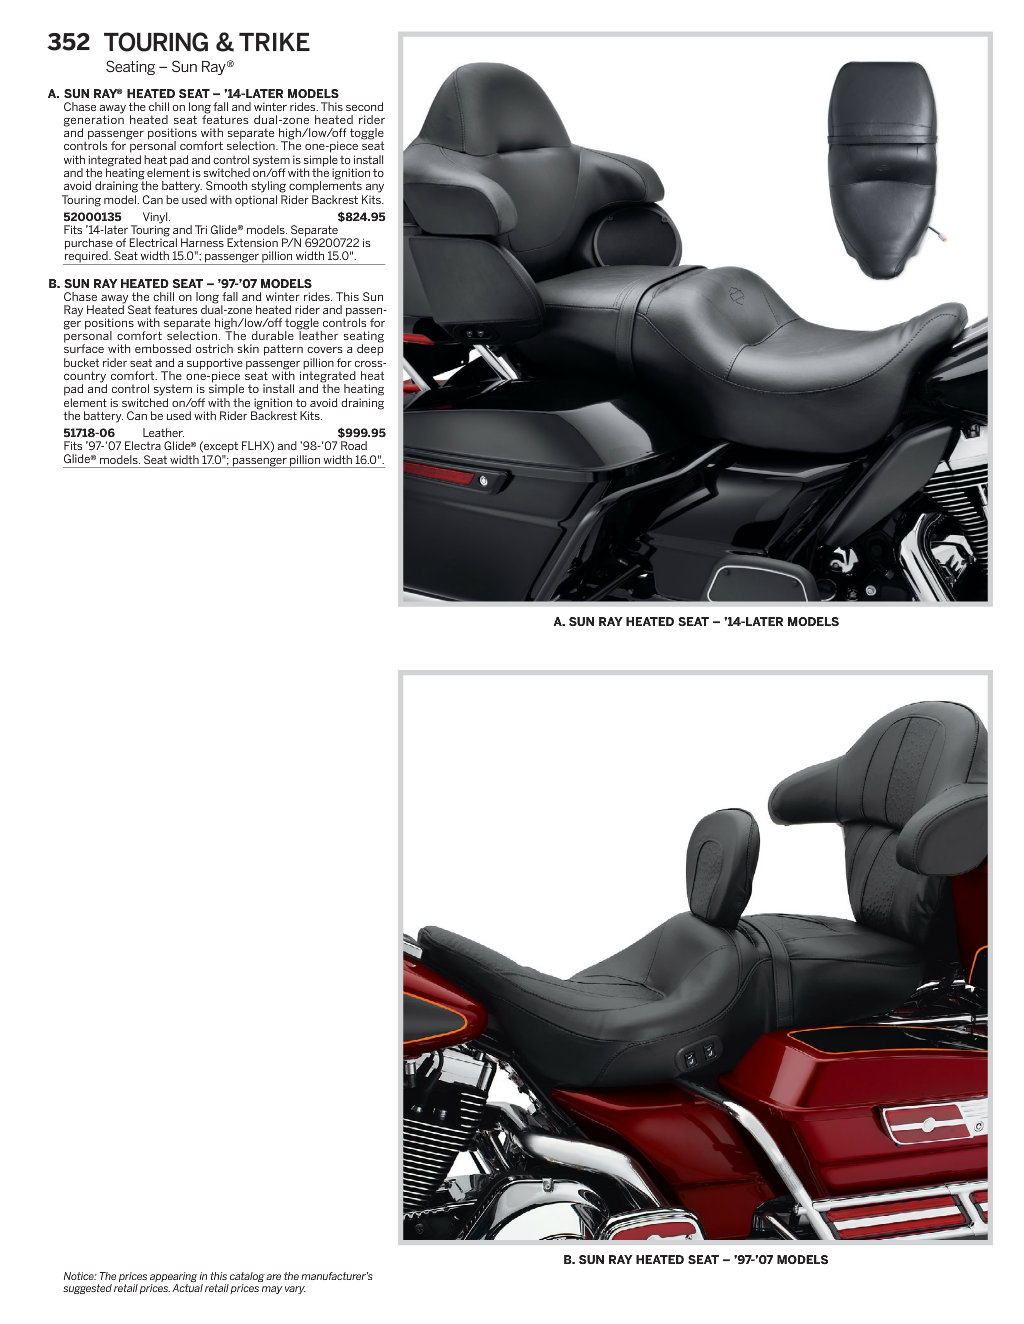 352 TOURING & TRIKE
Seating – Sun Ray®
A. SUN RAY® HEATED SEAT – ’14-LATER MODELS
Chase away the chill on long fall and winter rides. This second
generation heated seat features dual-zone heated rider
and passenger positions with separate high/low/off toggle
controls for personal comfort selection. The one-piece seat
with integrated heat pad and control system is simple to install
and the heating element is switched on/off with the ignition to
avoid draining the battery. Smooth styling complements any
Touring model. Can be used with optional Rider Backrest Kits.
52000135 Vinyl. $824.95
Fits ’14-later Touring and Tri Glide® models. Separate
purchase of Electrical Harness Extension P/N 69200722 is
required. Seat width 15.0"; passenger pillion width 15.0".
B. SUN RAY HEATED SEAT – ’97-’07 MODELS
Chase away the chill on long fall and winter rides. This Sun
Ray Heated Seat features dual-zone heated rider and passen-
ger positions with separate high/low/off toggle controls for
personal comfort selection. The durable leather seating
surface with embossed ostrich skin pattern covers a deep
bucket rider seat and a supportive passenger pillion for cross-
country comfort. The one-piece seat with integrated heat
pad and control system is simple to install and the heating
element is switched on/off with the ignition to avoid draining
the battery. Can be used with Rider Backrest Kits.
51718-06 Leather. $999.95
Fits ’97-’07 Electra Glide® (except FLHX) and ’98-’07 Road
Glide® models. Seat width 17.0"; passenger pillion width 16.0".
A. SUN RAY HEATED SEAT – ’14-LATER MODELS
B. SUN RAY HEATED SEAT – ’97-’07 MODELS
Notice: The prices appearing in this catalog are the manufacturer’s
suggested retail prices. Actual retail prices may vary.